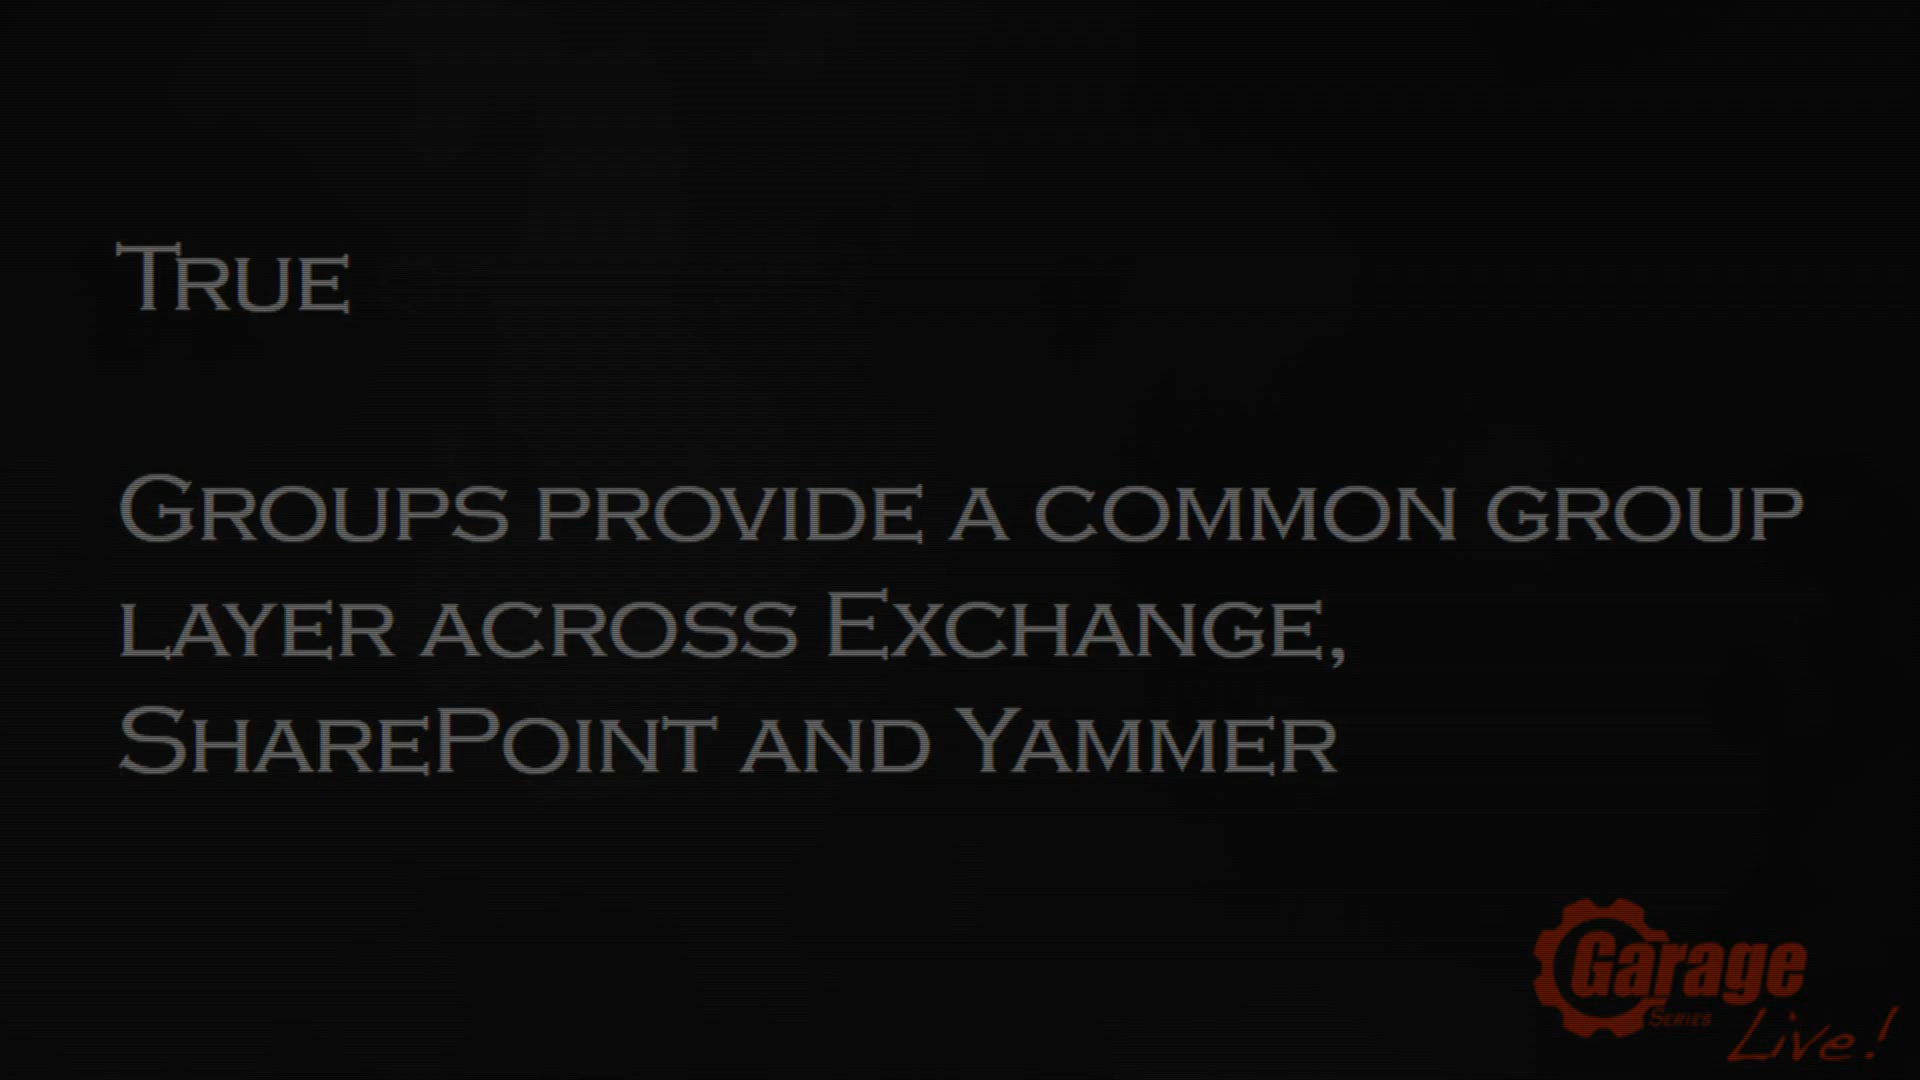 True
Groups provide a common group
layer across Exchange,
SharePoint and Yammer
Garage
Series
Live!